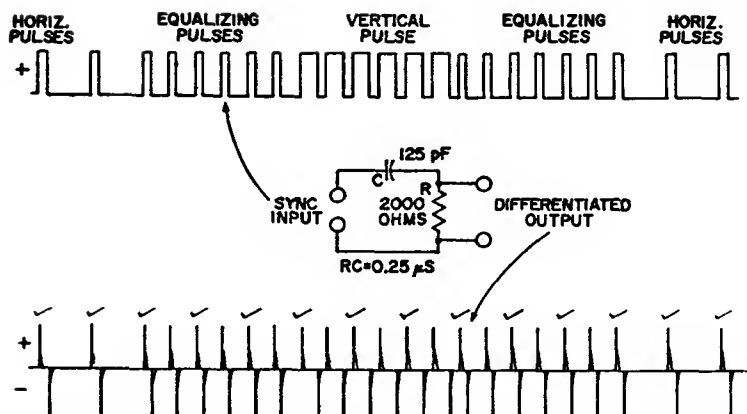 HORIZ.
PULSES
EQUALIZING
PULSES
VERTICAL
PULSE
EQUALIZING
PULSES
HORIZ.
PULSES
+
125 pF
C
R
SYNC
INPUT
2000
OHMS
DIFFERENTIATED
OUTPUT
RC=0.25 μS
+
−